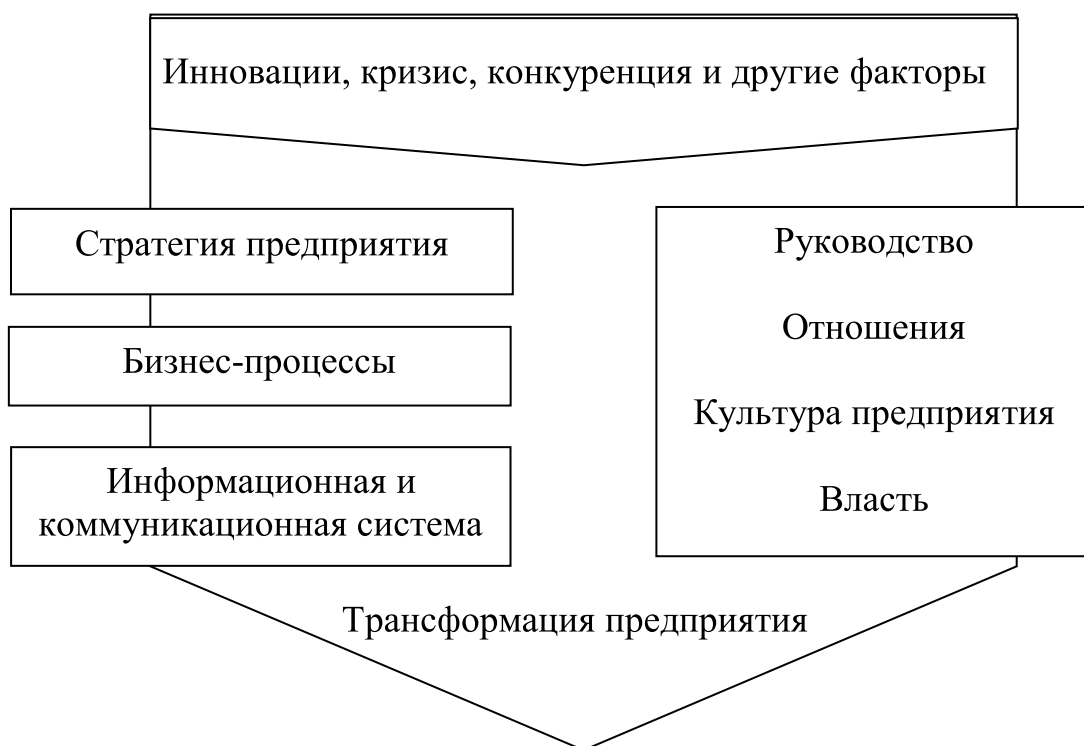 Инновации, кризис, конкуренция и другие факторы
Стратегия предприятия
Бизнес-процессы
Информационная и
коммуникационная система
Руководство
Отношения
Культура предприятия
Власть
Трансформация предприятия